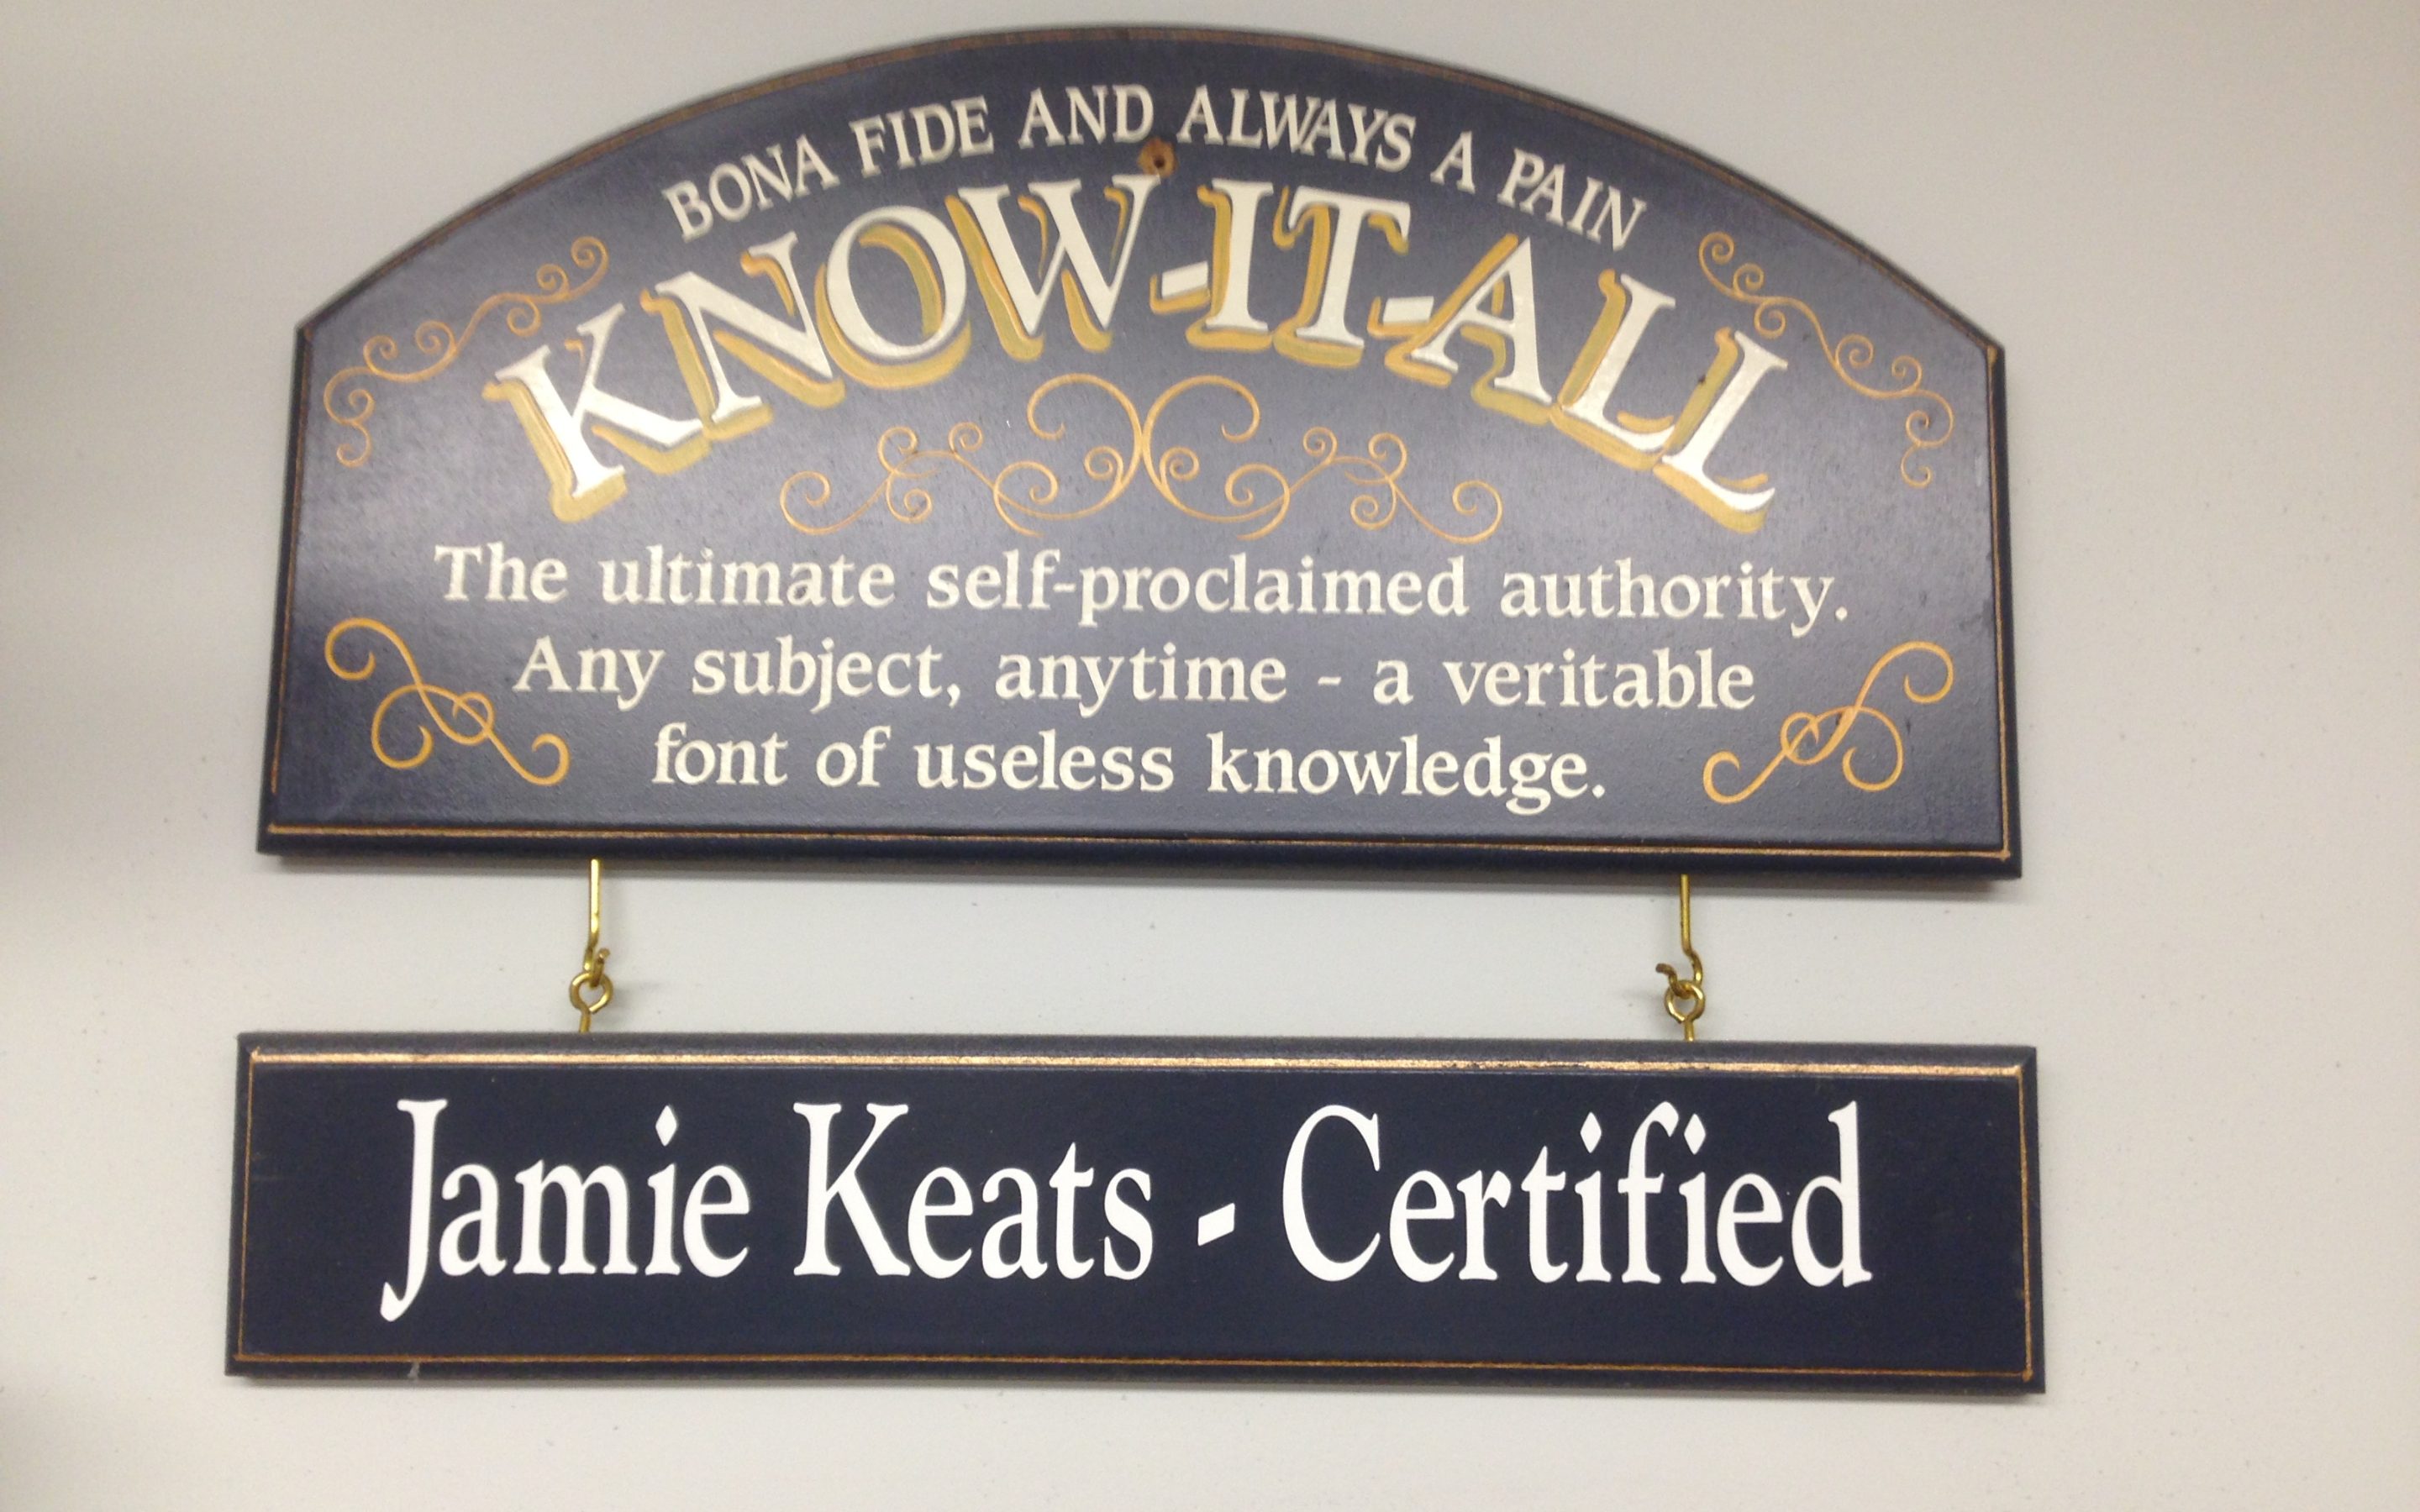 BONA FIDE AND ALWAYS A PAIN
KNOW-IT-ALL
The ultimate self-proclaimed authority.
Any subject, anytime - a veritable
font of useless knowledge.
Jamie Keats - Certified